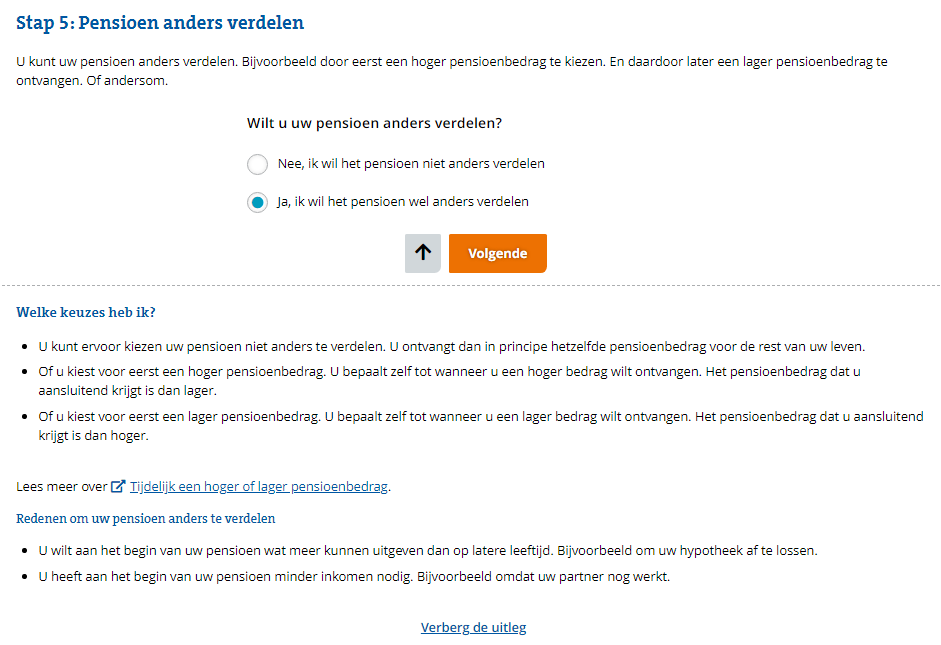 Stap 5: Pensioen anders verdelen
U kunt uw pensioen anders verdelen. Bijvoorbeeld door eerst een hoger pensioenbedrag te kiezen. En daardoor later een lager pensioenbedrag te
ontvangen. Of andersom.
Wilt u uw pensioen anders verdelen?
Nee, ik wil het pensioen niet anders verdelen
Ja, ik wil het pensioen wel anders verdelen
Volgende
Welke keuzes heb ik?
• U kunt ervoor kiezen uw pensioen niet anders te verdelen. U ontvangt dan in principe hetzelfde pensioenbedrag voor de rest van uw leven.
• Of u kiest voor eerst een hoger pensioenbedrag. U bepaalt zelf tot wanneer u een hoger bedrag wilt ontvangen. Het pensioenbedrag dat u
aansluitend krijgt is dan lager.
• Of u kiest voor eerst een lager pensioenbedrag. U bepaalt zelf tot wanneer u een lager bedrag wilt ontvangen. Het pensioenbedrag dat u aansluitend
krijgt is dan hoger.
Lees meer over Tijdelijk een hoger of lager pensioenbedrag.
Redenen om uw pensioen anders te verdelen
• U wilt aan het begin van uw pensioen wat meer kunnen uitgeven dan op latere leeftijd. Bijvoorbeeld om uw hypotheek af te lossen.
• U heeft aan het begin van uw pensioen minder inkomen nodig. Bijvoorbeeld omdat uw partner nog werkt.
Verberg de uitleg